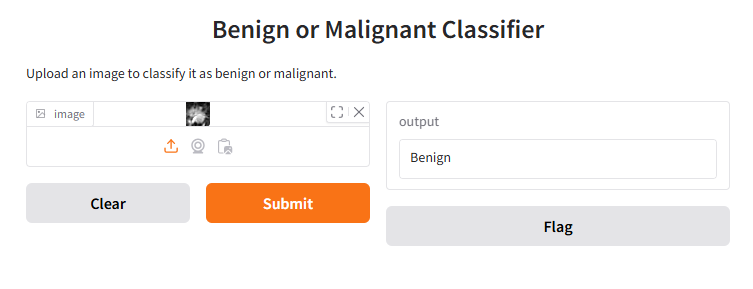 Benign or Malignant Classifier
Upload an image to classify it as benign or malignant.
image
output
Benign
Clear
Submit
Flag